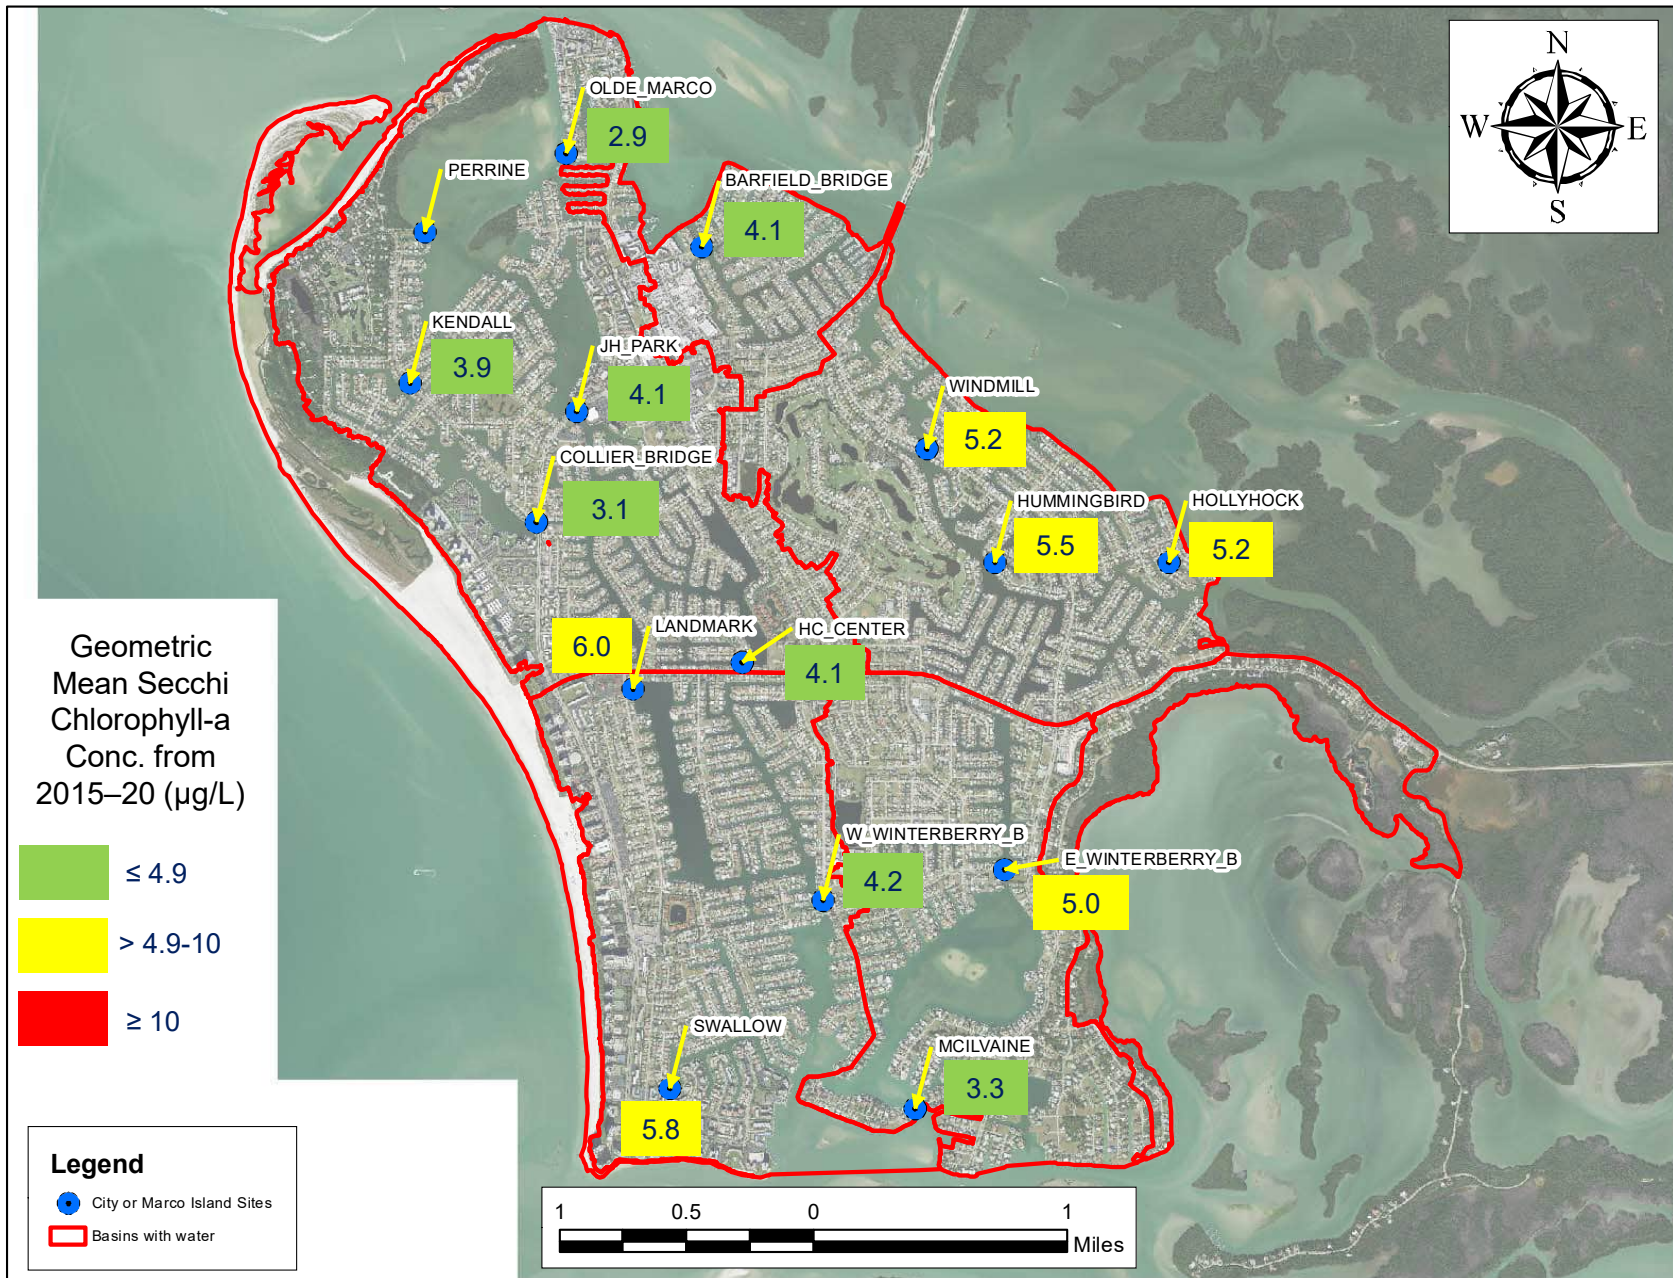 N
W
E
S
OLDE_MARCO
2.9
PERRINE
BARFIELD_BRIDGE
4.1
KENDALL
3.9
JH_PARK
4.1
WINDMILL
5.2
COLLIER_BRIDGE
3.1
HUMMINGBIRD
5.5
HOLLYHOCK
5.2
6.0
LANDMARK
HC_CENTER
4.1
W_WINTERBERRY_B
4.2
E_WINTERBERRY_B
5.0
SWALLOW
5.8
MCILVAINE
3.3
Geometric
Mean Secchi
Chlorophyll-a
Conc. from
2015–20 (µg/L)
≤ 4.9
> 4.9-10
≥ 10
Legend
City or Marco Island Sites
Basins with water
1 0.5 0 1
Miles